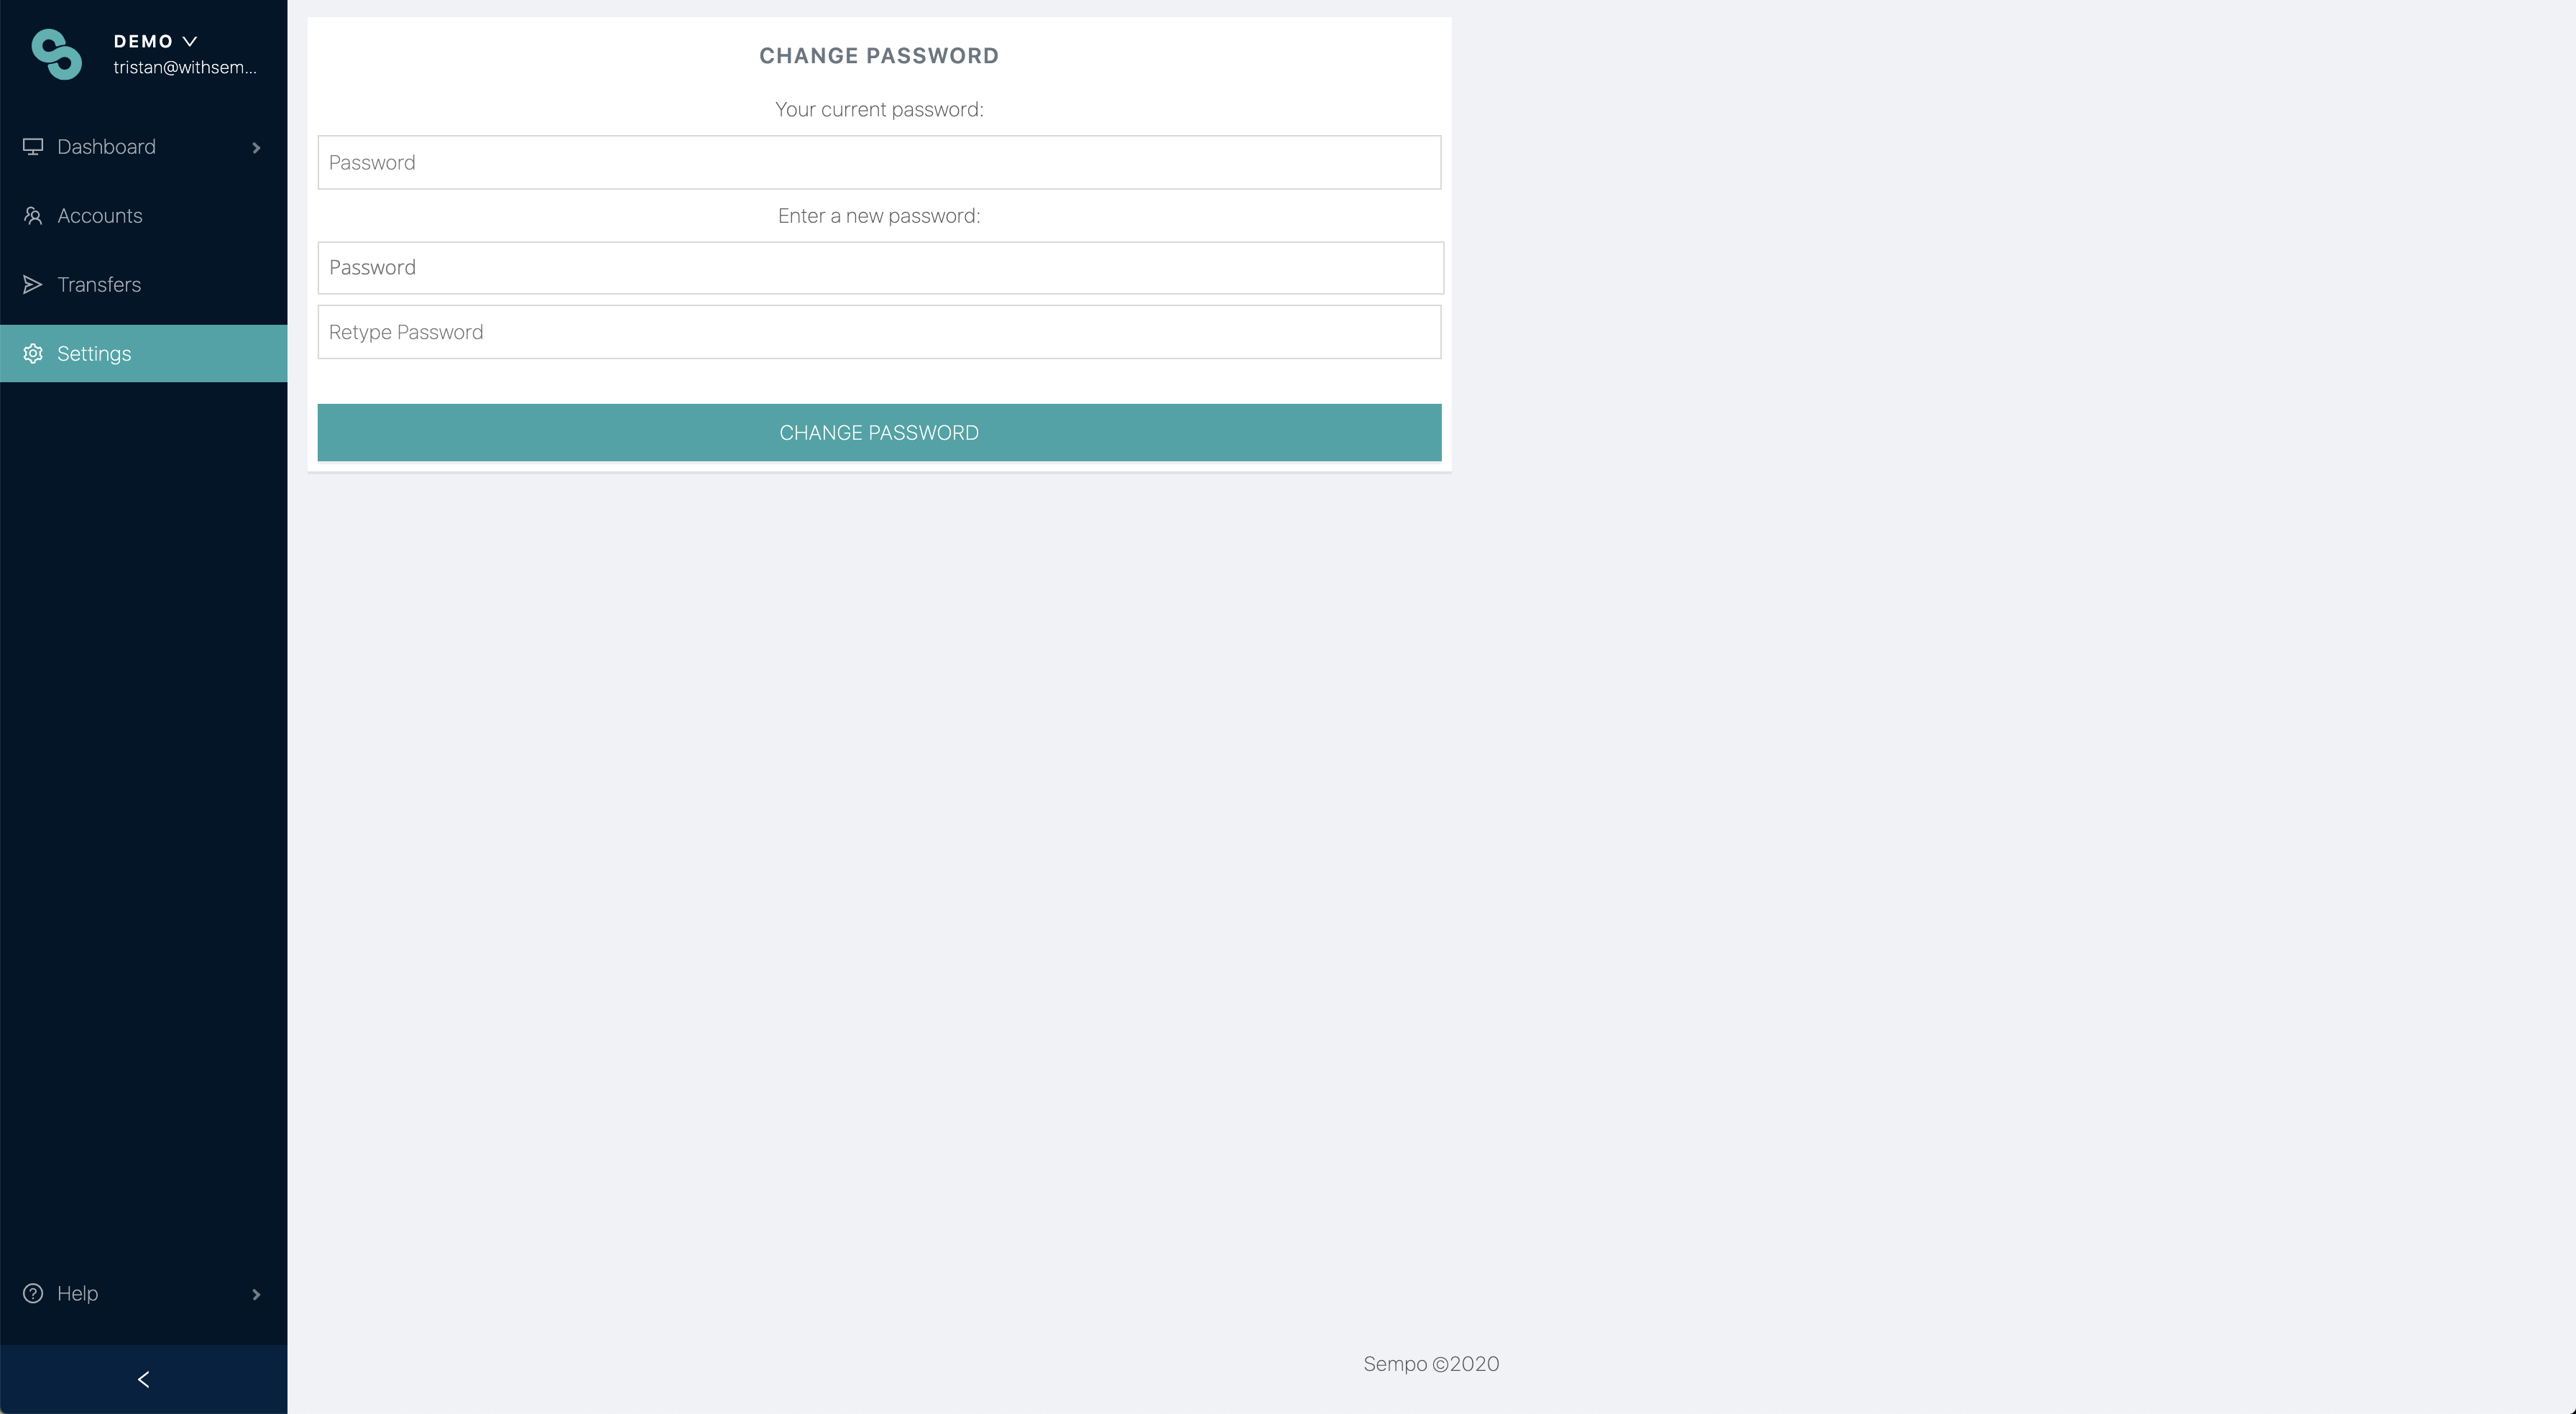 DEMO
tristan@withsem...
Dashboard
Accounts
Transfers
Settings
Help
CHANGE PASSWORD
Your current password:
Password
Enter a new password:
Password
Retype Password
CHANGE PASSWORD
Sempo ©2020